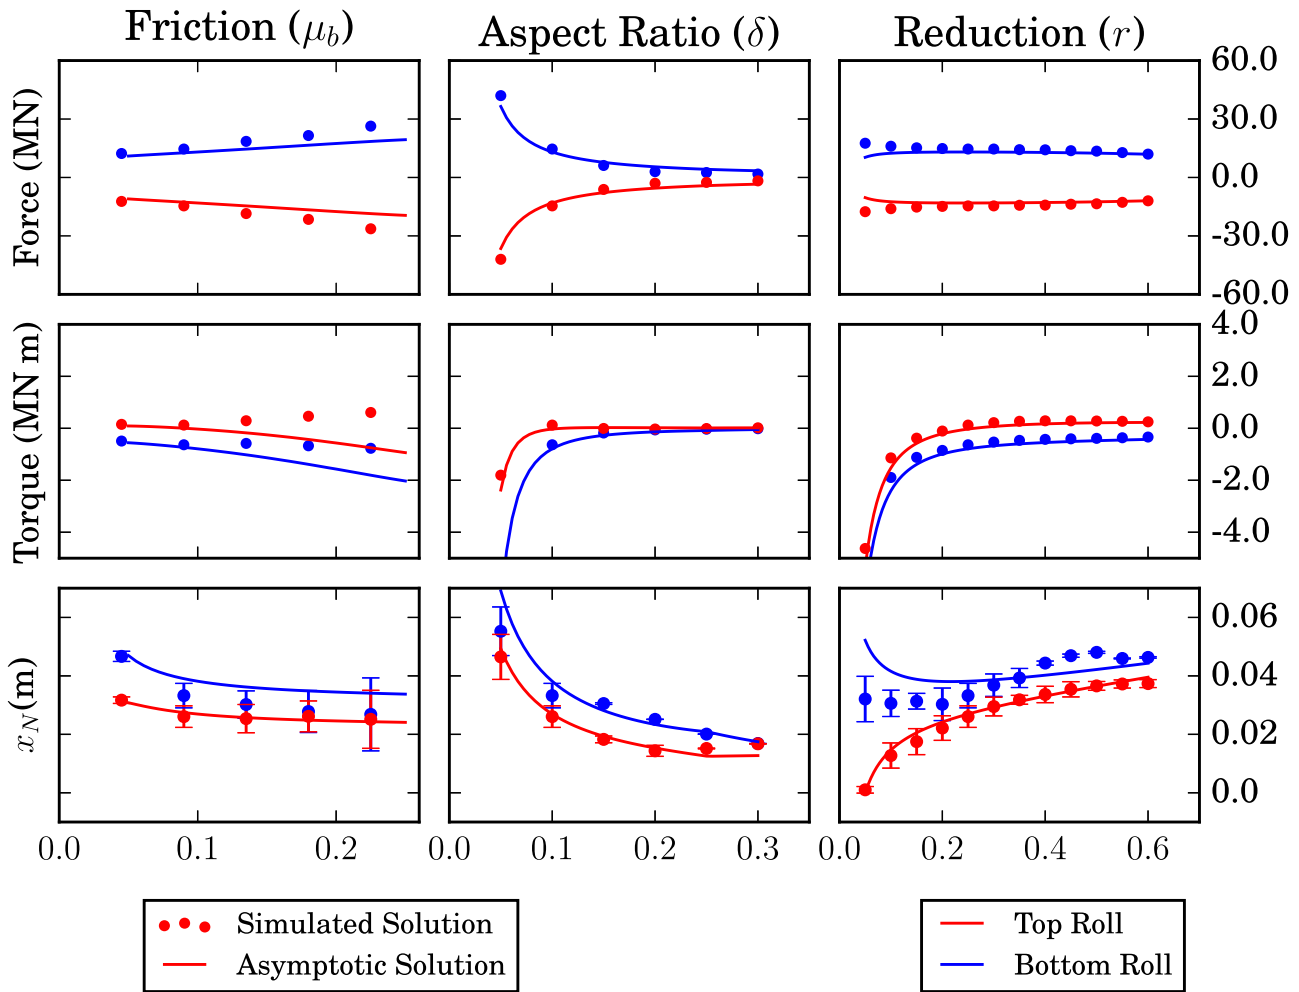 Friction (μ_b)
Aspect Ratio (δ)
Reduction (r)
Force (MN)
60.0
30.0
0.0
-30.0
-60.0
Torque (MN m)
4.0
2.0
0.0
-2.0
-4.0
x_N(m)
0.06
0.04
0.02
0.0
0.0 0.1 0.2
0.0 0.1 0.2 0.3
0.0 0.2 0.4 0.6
Simulated Solution
Asymptotic Solution
Top Roll
Bottom Roll